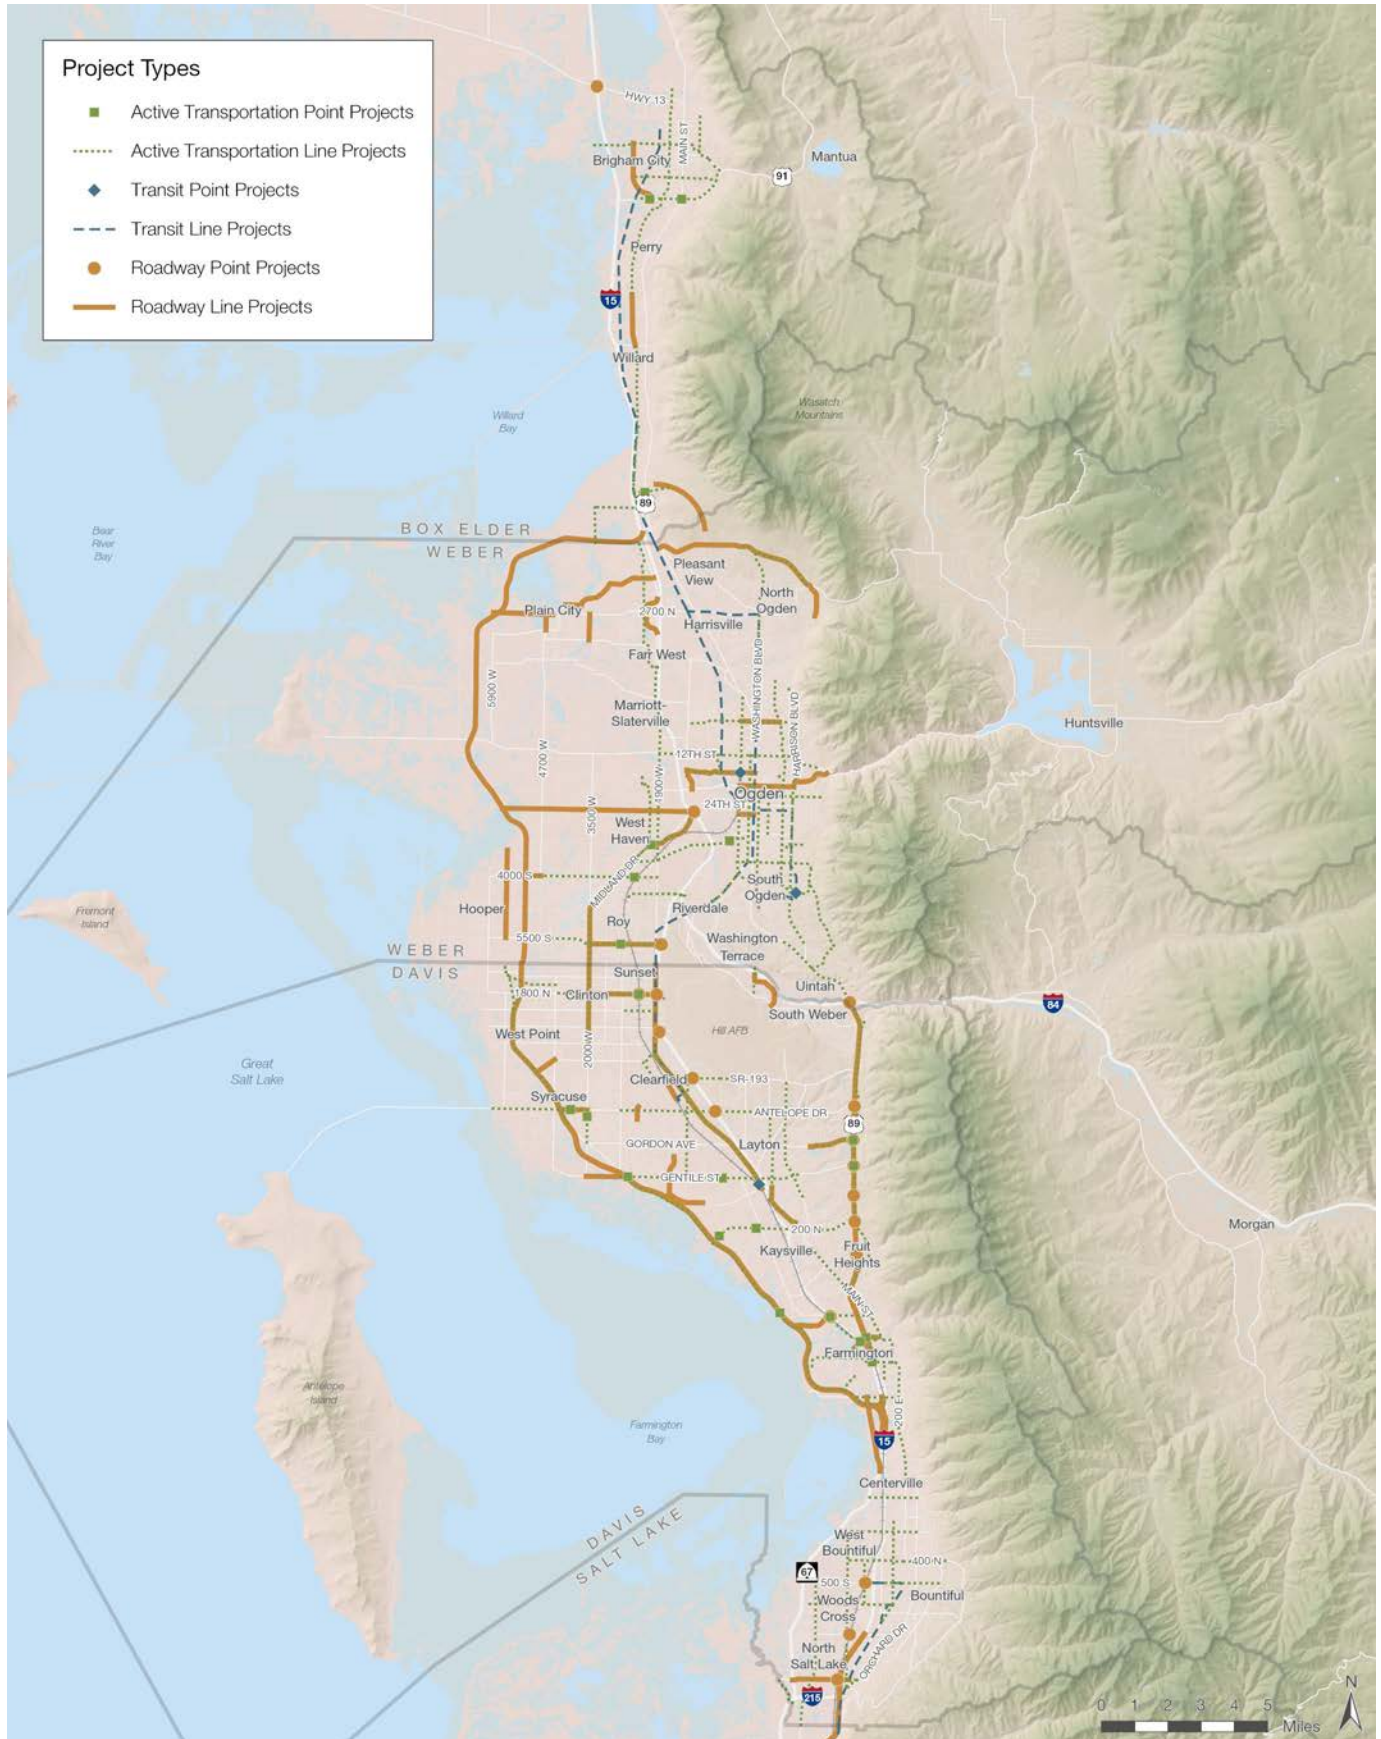 Project Types
Active Transportation Point Projects
Active Transportation Line Projects
Transit Point Projects
Transit Line Projects
Roadway Point Projects
Roadway Line Projects
HWY 13
MAIN ST
Brigham City
Mantua
91
Perry
15
Willard
Willard
Bay
Wasatch
Mountains
89
Bear
River
Bay
BOX ELDER
WEBER
Pleasant
View
North
Ogden
Plain City
2700 N
Harrisville
Farr West
5900 W
WASHINGTON BLVD
HARRISON BLVD
Marriott-
Slaterville
Huntsville
4700 W
12TH ST
1900 W
Ogden
24TH ST
3500 W
West
Haven
MIDLAND DR
4000 S
South
Ogden
Hooper
Riverdale
Fremont
Island
Roy
5500 S
Washington
Terrace
WEBER
DAVIS
Sunset
Uintah
1800 N
Clinton
South Weber
84
West Point
Hill AFB
2000 W
Great
Salt Lake
Clearfield
SR-193
Syracuse
ANTELOPE DR
89
GORDON AVE
Layton
GENTILE ST
200 N
Morgan
Kaysville
Fruit
Heights
MAIN ST
Farmington
Antelope
Island
200 E
Farmington
Bay
15
Centerville
DAVIS
SALT LAKE
West
Bountiful
400 N
67
500 S
Bountiful
Woods
Cross
ORCHARD DR
North
Salt Lake
215
N
0 1 2 3 4 5
Miles